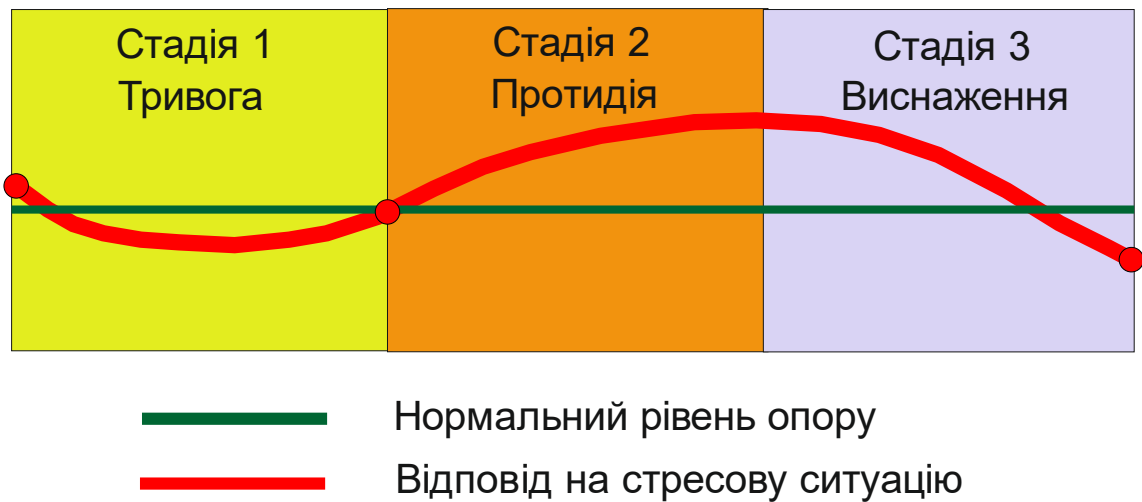 Стадія 1
Тривога
Стадія 2
Протидія
Стадія 3
Виснаження
Нормальний рівень опору
Відповід на стресову ситуацію